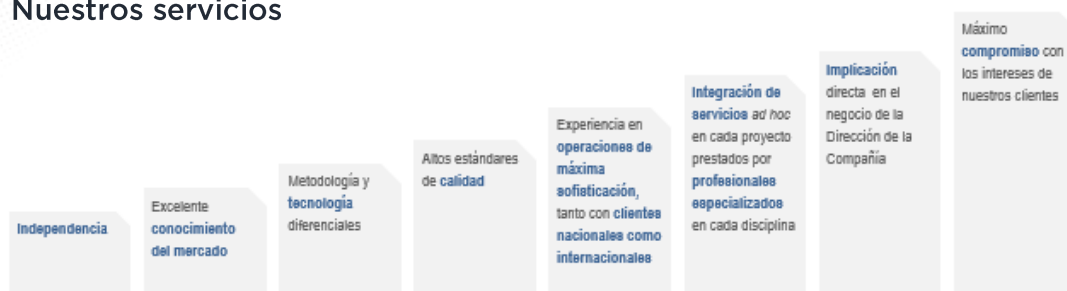 Nuestros servicios
Independencia
Excelente
conocimiento
del mercado
Metodología y
tecnología
diferenciales
Altos estándares
de calidad
Experiencia en
operaciones de
máxima
sofisticación,
tanto con clientes
nacionales como
internacionales
Integración de
servicios ad hoc
en cada proyecto
prestados por
profesionales
especializados
en cada disciplina
Implicación
directa en el
negocio de la
Dirección de la
Compañía
Máximo
compromiso con
los intereses de
nuestros clientes